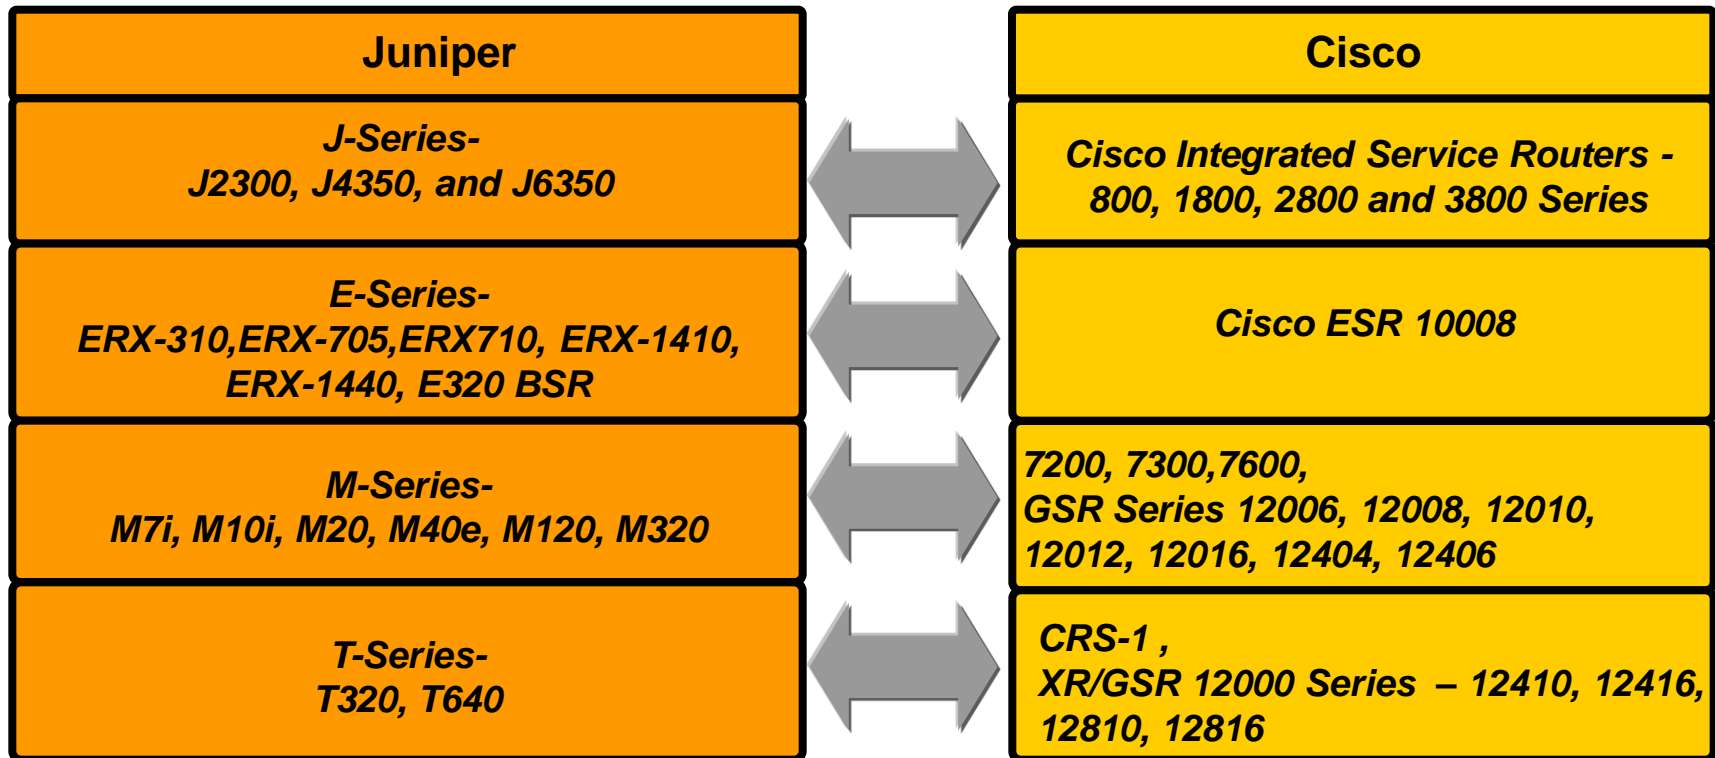 Juniper
Cisco
J-Series-
J2300, J4350, and J6350
Cisco Integrated Service Routers -
800, 1800, 2800 and 3800 Series
E-Series-
ERX-310,ERX-705,ERX710, ERX-1410,
ERX-1440, E320 BSR
Cisco ESR 10008
M-Series-
M7i, M10i, M20, M40e, M120, M320
7200, 7300,7600,
GSR Series 12006, 12008, 12010,
12012, 12016, 12404, 12406
T-Series-
T320, T640
CRS-1 ,
XR/GSR 12000 Series – 12410, 12416,
12810, 12816